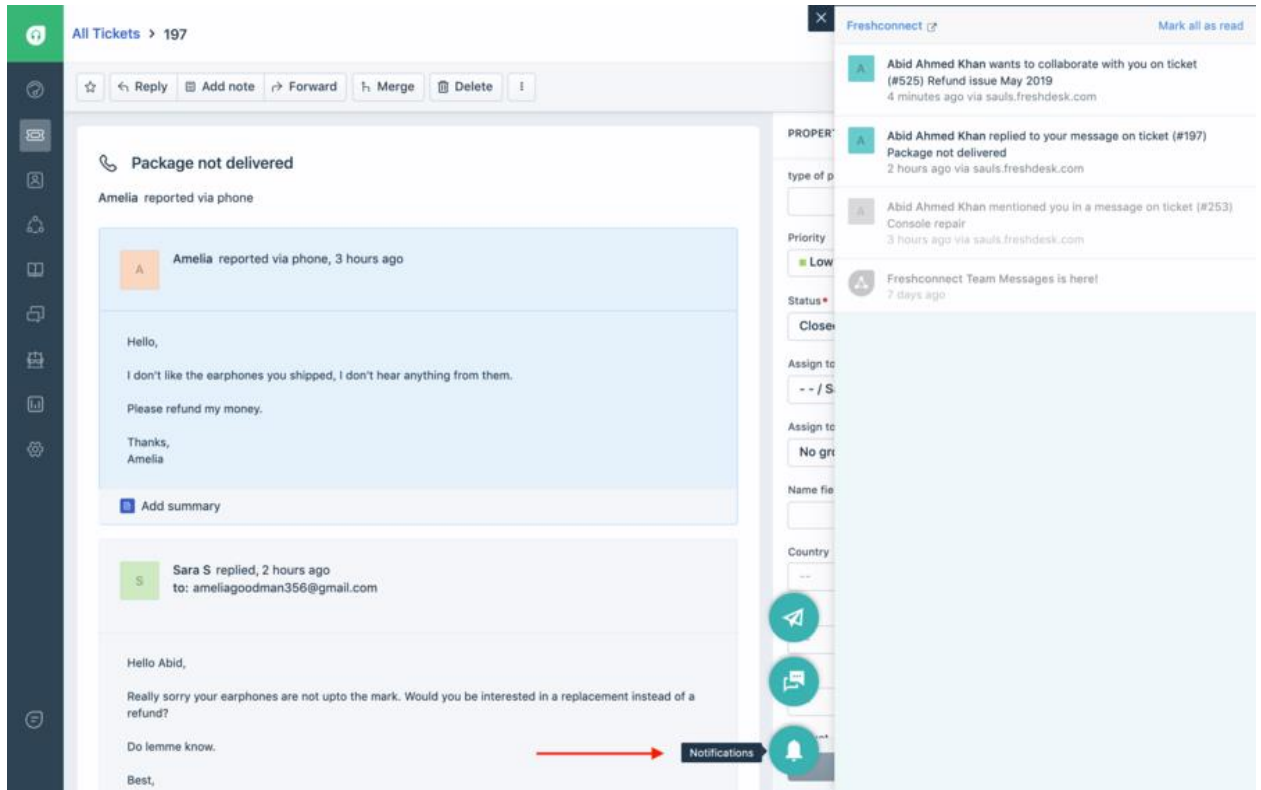 All Tickets > 197
Reply
Add note
Forward
Merge
Delete
Package not delivered
Amelia reported via phone
A
Amelia reported via phone, 3 hours ago
Hello,
I don't like the earphones you shipped, I don't hear anything from them.
Please refund my money.
Thanks,
Amelia
Add summary
S
Sara S replied, 2 hours ago
to: ameliagoodman356@gmail.com
Hello Abid,
Really sorry your earphones are not upto the mark. Would you be interested in a replacement instead of a
refund?
Do lemme know.
Best,
PROPERT
type of p
Priority
Low
Status•
Close
Assign to
- - / S
Assign to
No gro
Name fie
Country
--
Notifications
Freshconnect
Mark all as read
A
Abid Ahmed Khan wants to collaborate with you on ticket
(#525) Refund issue May 2019
4 minutes ago via sauls.freshdesk.com
A
Abid Ahmed Khan replied to your message on ticket (#197)
Package not delivered
2 hours ago via sauls.freshdesk.com
A
Abid Ahmed Khan mentioned you in a message on ticket (#253)
Console repair
3 hours ago via sauls.freshdesk.com
Freshconnect Team Messages is here!
7 days ago